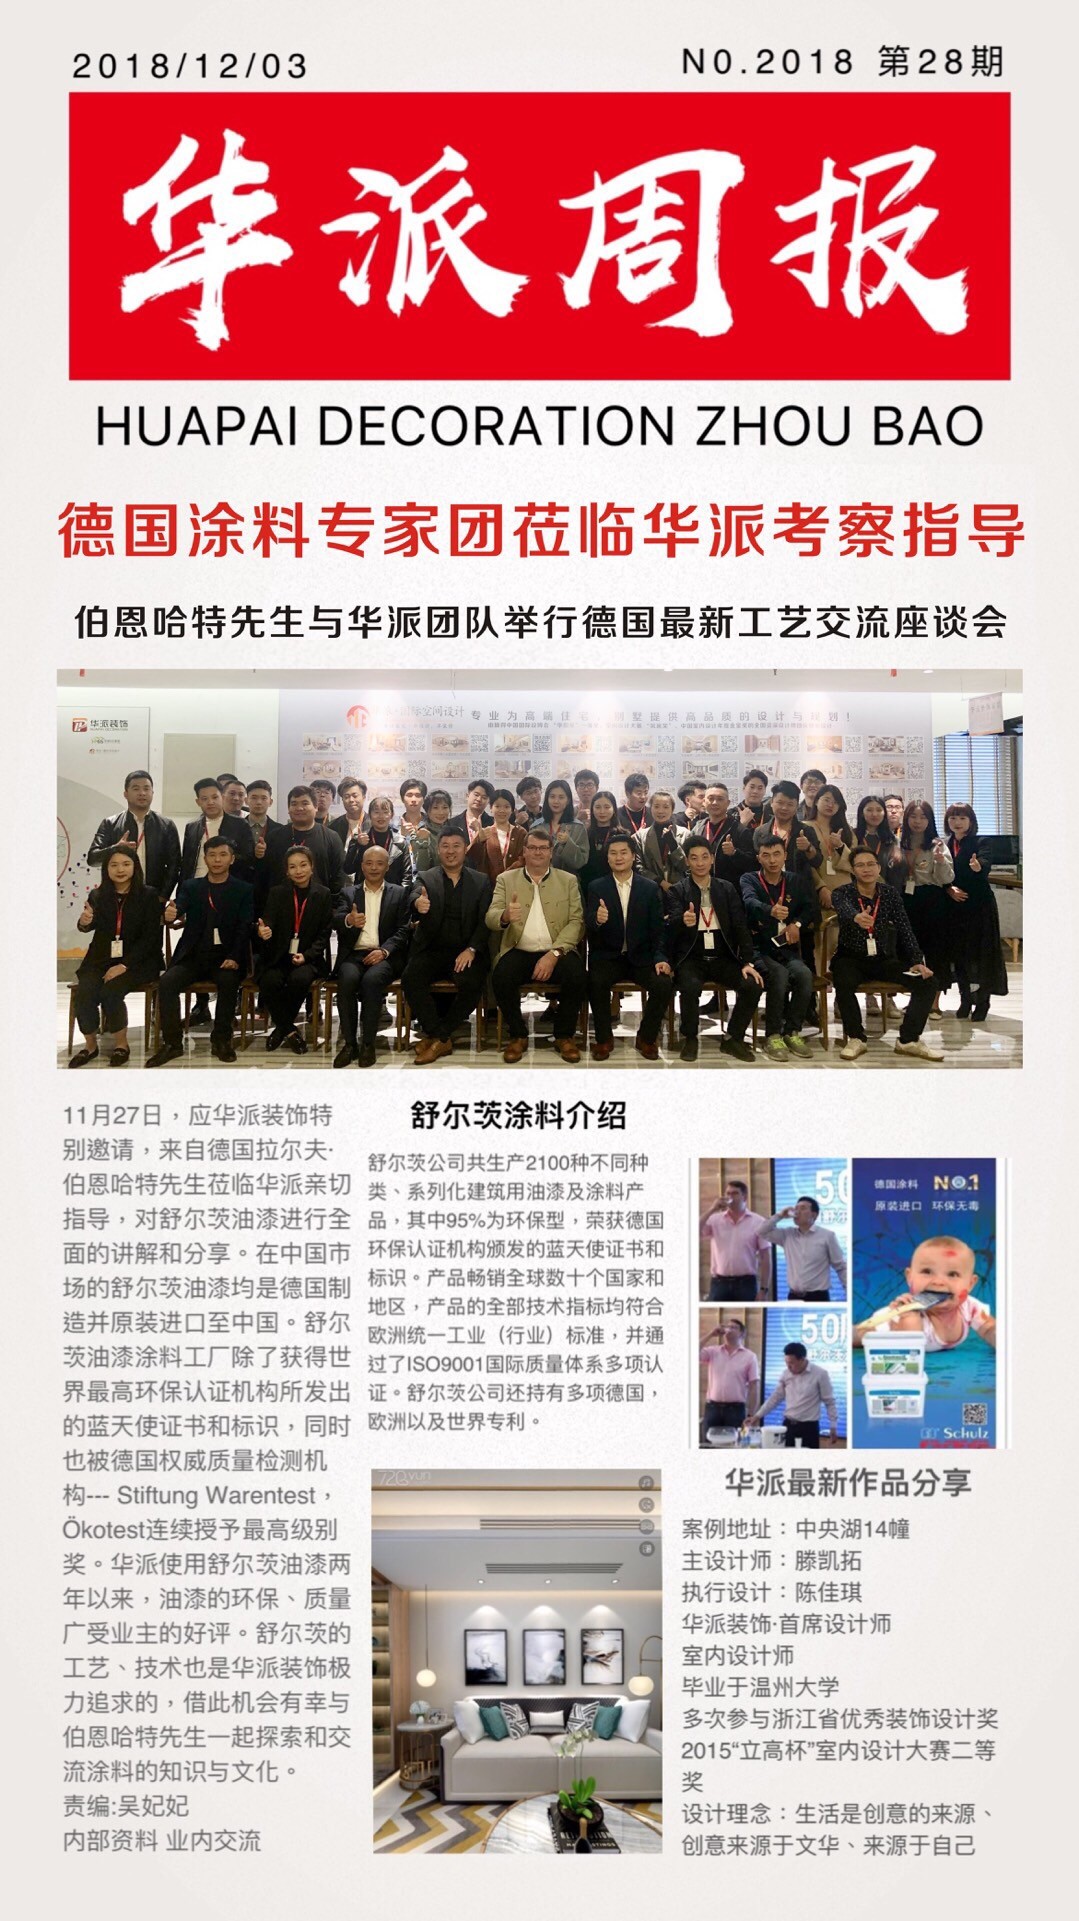 2018/12/03
N0.2018 第28期
华派周报
HUAPAI DECORATION ZHOU BAO
德国涂料专家团莅临华派考察指导
伯恩哈特先生与华派团队举行德国最新工艺交流座谈会
华派装饰
国际空间设计
专业为高端住宅、别墅提供高品质的设计与规划!
11月27日，应华派装饰特
别邀请，来自德国拉尔夫·
伯恩哈特先生莅临华派亲切
指导，对舒尔茨油漆进行全
面的讲解和分享。在中国市
场的舒尔茨油漆均是德国制
造并原装进口至中国。舒尔
茨油漆涂料工厂除了获得世
界最高环保认证机构所发出
的蓝天使证书和标识，同时
也被德国权威质量检测机
构--- Stiftung Warentest，
Ökotest连续授予最高级别
奖。华派使用舒尔茨油漆两
年以来，油漆的环保、质量
广受业主的好评。舒尔茨的
工艺、技术也是华派装饰极
力追求的，借此机会有幸与
伯恩哈特先生一起探索和交
流涂料的知识与文化。
责编:吴妃妃
内部资料 业内交流
舒尔茨涂料介绍
舒尔茨公司共生产2100种不同种
类、系列化建筑用油漆及涂料产
品，其中95%为环保型，荣获德国
环保认证机构颁发的蓝天使证书和
标识。产品畅销全球数十个国家和
地区，产品的全部技术指标均符合
欧洲统一工业（行业）标准，并通
过了ISO9001国际质量体系多项认
证。舒尔茨公司还持有多项德国，
欧洲以及世界专利。
50
50
德国涂料 NO.1
原装进口 环保无毒
Schulz
720yun
华派最新作品分享
案例地址：中央湖14幢
主设计师：滕凯拓
执行设计：陈佳琪
华派装饰·首席设计师
室内设计师
毕业于温州大学
多次参与浙江省优秀装饰设计奖
2015“立高杯”室内设计大赛二等
奖
设计理念：生活是创意的来源、
创意来源于文华、来源于自己